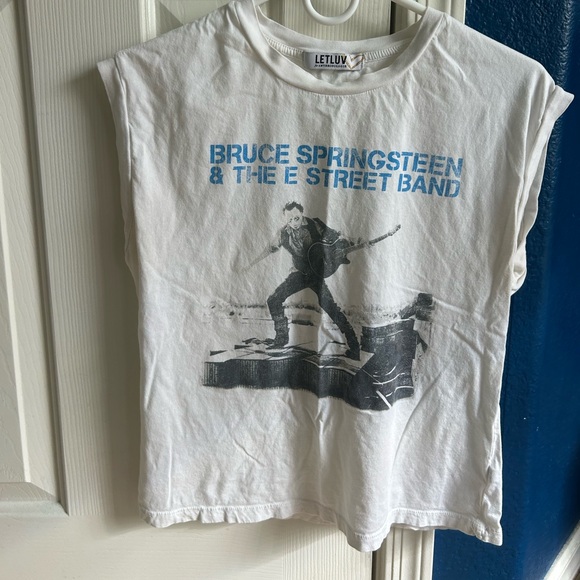 LETLUV
BRUCE SPRINGSTEEN
& THE E STREET BAND